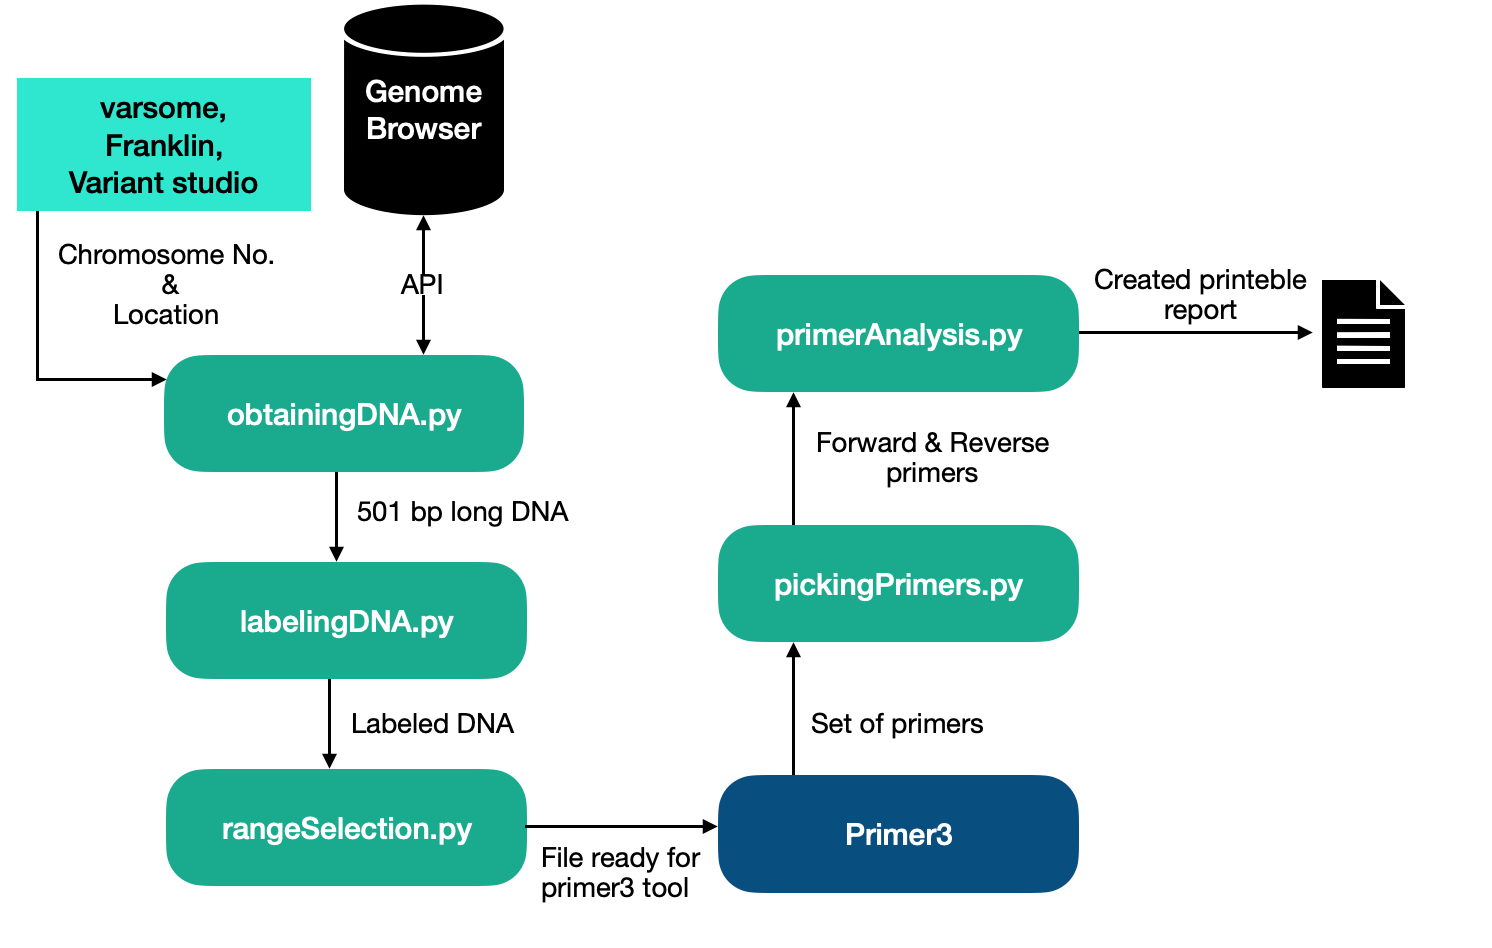 varsome,
Franklin,
Variant studio
Genome
Browser
Chromosome No.
&
Location
API
obtainingDNA.py
501 bp long DNA
labelingDNA.py
Labeled DNA
rangeSelection.py
File ready for
primer3 tool
Primer3
Set of primers
pickingPrimers.py
Forward & Reverse
primers
primerAnalysis.py
Created printeble
report